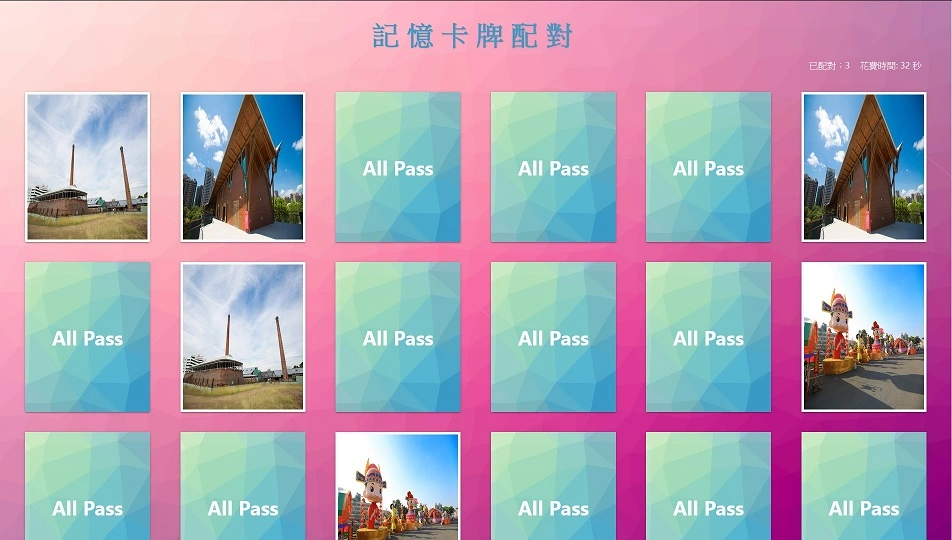 記憶卡牌配對
已配對：3 花費時間: 32 秒
All Pass All Pass All Pass
All Pass All Pass All Pass All Pass
All Pass All Pass All Pass All Pass All Pass